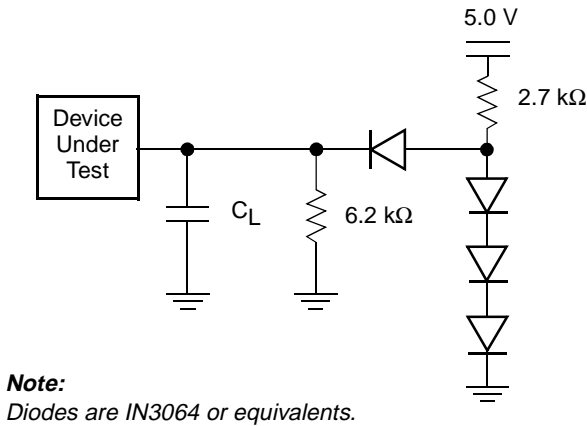 5.0 V
2.7 kΩ
Device
Under
Test
CL
6.2 kΩ
Note:
Diodes are IN3064 or equivalents.